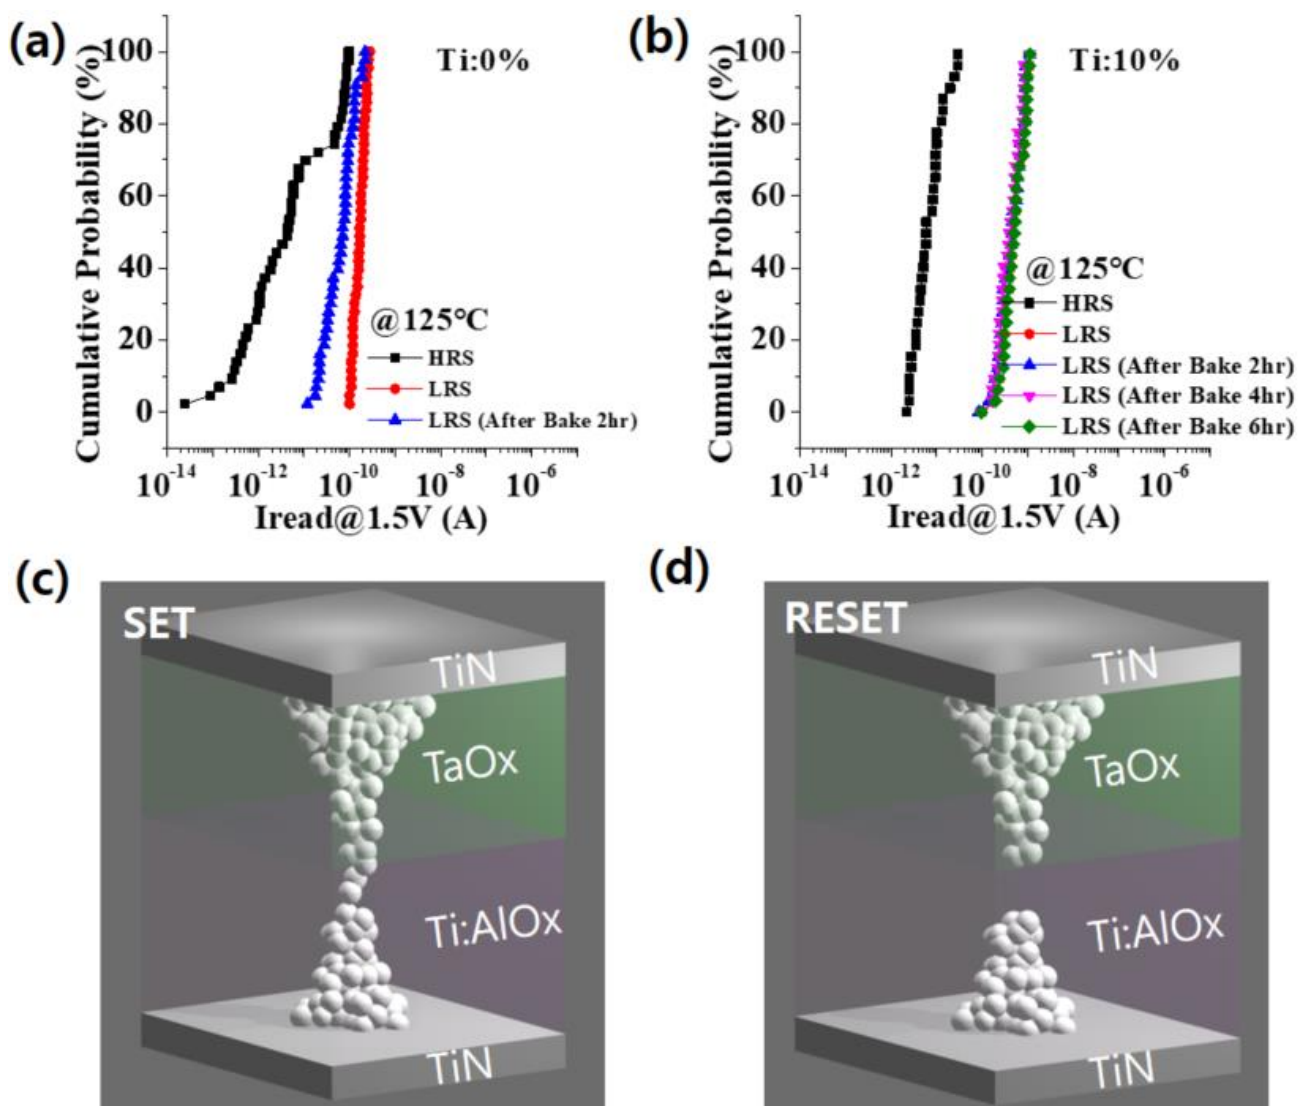 (a)
Ti:0%
Cumulative Probability (%)
100
80
60
40
20
0
@125°C
HRS
LRS
LRS (After Bake 2hr)
10^-14
10^-12
10^-10
10^-8
10^-6
Iread@1.5V (A)
(b)
Ti:10%
Cumulative Probability (%)
100
80
60
40
20
0
@125°C
HRS
LRS
LRS (After Bake 2hr)
LRS (After Bake 4hr)
LRS (After Bake 6hr)
10^-14
10^-12
10^-10
10^-8
10^-6
Iread@1.5V (A)
(c)
SET
TiN
TaOx
Ti:AlOx
TiN
(d)
RESET
TiN
TaOx
Ti:AlOx
TiN